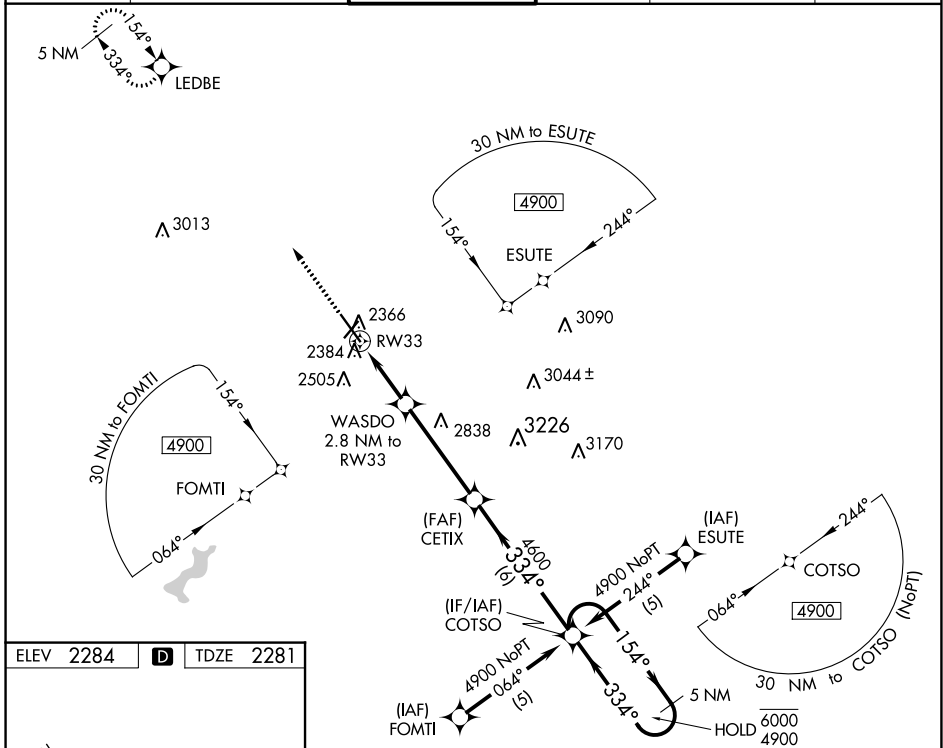 154°
5 NM
334°
LEDBE
30 NM to ESUTE
4900
154°
244°
ESUTE
3013
2366
RW33
2384
2505
3090
3044 ±
30 NM to FOMTI
154°
4900
FOMTI
064°
WASDO
2.8 NM to
RW33
2838
3226
3170
(FAF)
CETIX
4600
334°
(6)
(IAF)
ESUTE
4900 NoPT
244°
(5)
(IF/IAF)
COTSO
244°
COTSO
064°
4900
30 NM to COTSO (NoPT)
154°
334°
5 NM
HOLD 6000
4900
4900 NoPT
064°
(5)
(IAF)
FOMTI
ELEV 2284 D TDZE 2281